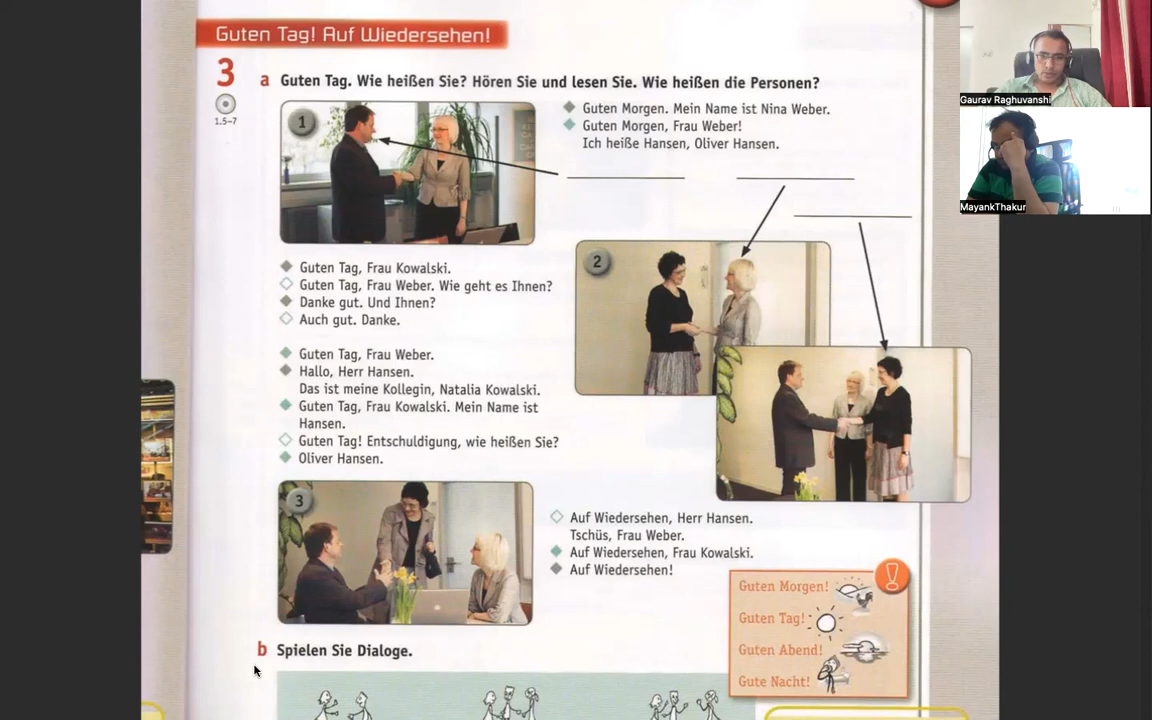 Guten Tag! Auf Wiedersehen!
3
a Guten Tag. Wie heißen Sie? Hören Sie und lesen Sie. Wie heißen die Personen?
1.5–7
1
Guten Morgen. Mein Name ist Nina Weber.
Guten Morgen, Frau Weber!
Ich heiße Hansen, Oliver Hansen.
Guten Tag, Frau Kowalski.
Guten Tag, Frau Weber. Wie geht es Ihnen?
Danke gut. Und Ihnen?
Auch gut. Danke.
2
Guten Tag, Frau Weber.
Hallo, Herr Hansen.
Das ist meine Kollegin, Natalia Kowalski.
Guten Tag, Frau Kowalski. Mein Name ist
Hansen.
Guten Tag! Entschuldigung, wie heißen Sie?
Oliver Hansen.
3
Auf Wiedersehen, Herr Hansen.
Tschüs, Frau Weber.
Auf Wiedersehen, Frau Kowalski.
Auf Wiedersehen!
!
Guten Morgen!
Guten Tag!
Guten Abend!
Gute Nacht!
b Spielen Sie Dialoge.
Gaurav Raghuvanshi
MayankThakur